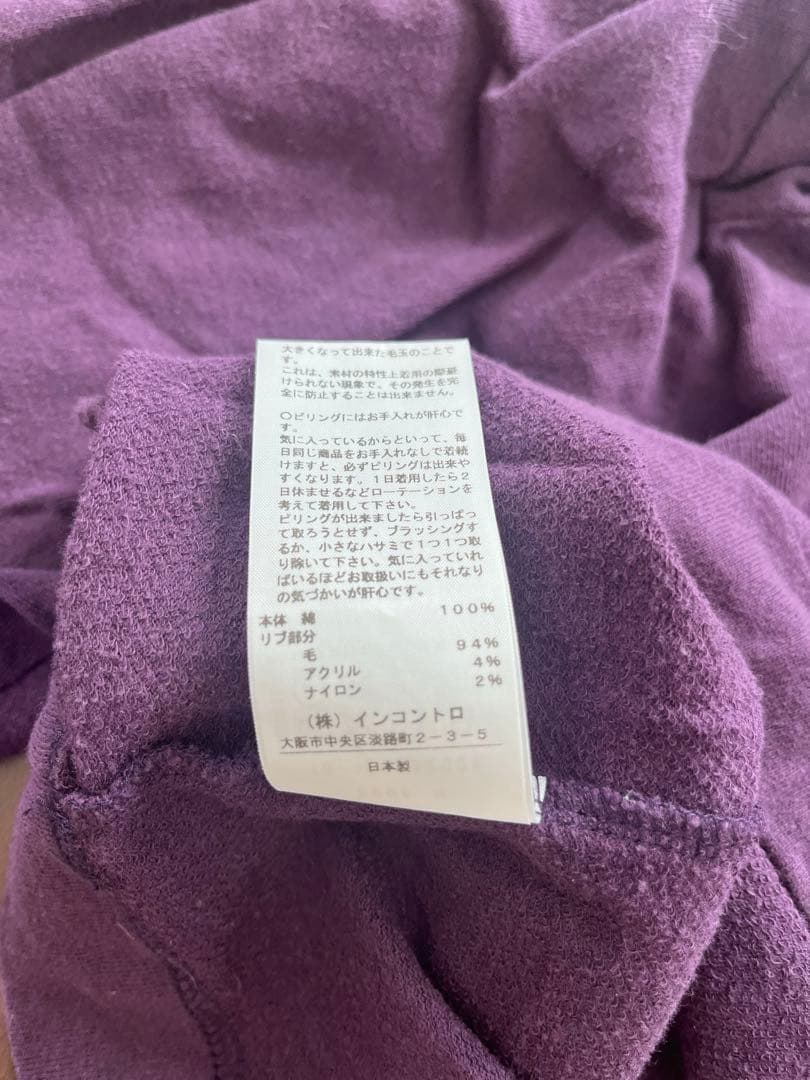 大きくなって出来た毛玉のことで
す。
これは、素材の特性上着用の際避
けられない現象で、その発生を完
全に防止することは出来ません。
〇ピリングにはお手入れが肝心で
す。
気に入っているからといって、毎
日同じ商品をお手入れなしで着続
けますと、必ずピリングは出来や
すくなります。1日着用したら2
日休ませるなどローテーションを
考えて着用して下さい。
ピリングが出来ましたら引っぱっ
て取ろうとせず、ブラッシングす
るか、小さなハサミで1つ1つ取
り除いて下さい。気に入っていれ
ばいるほどお取扱いにもそれなり
の気づかいが肝心です。
本体 綿 100%
リブ部分
毛 94%
アクリル 4%
ナイロン 2%
(株)インコントロ
大阪市中央区淡路町2-3-5
日本製